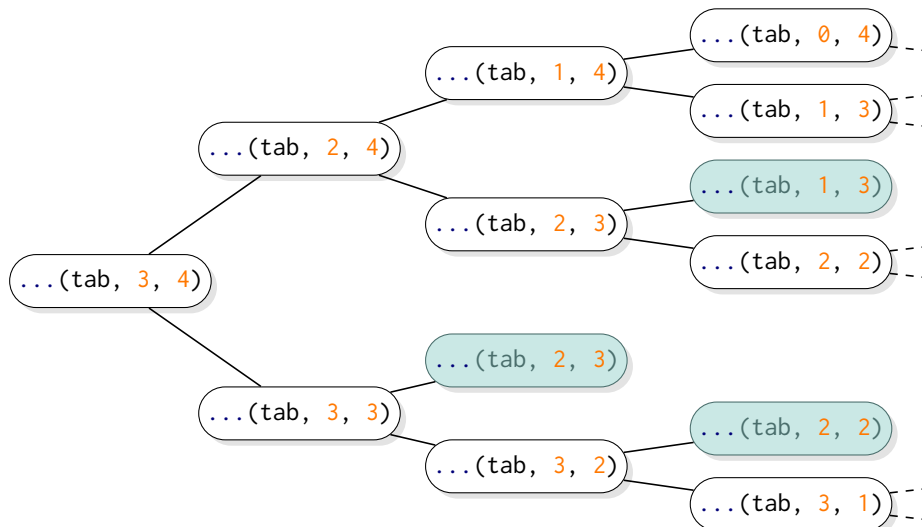 ...(tab, 0, 4)
...(tab, 1, 4)
...(tab, 1, 3)
...(tab, 2, 4)
...(tab, 1, 3)
...(tab, 2, 3)
...(tab, 2, 2)
...(tab, 3, 4)
...(tab, 2, 3)
...(tab, 3, 3)
...(tab, 2, 2)
...(tab, 3, 2)
...(tab, 3, 1)